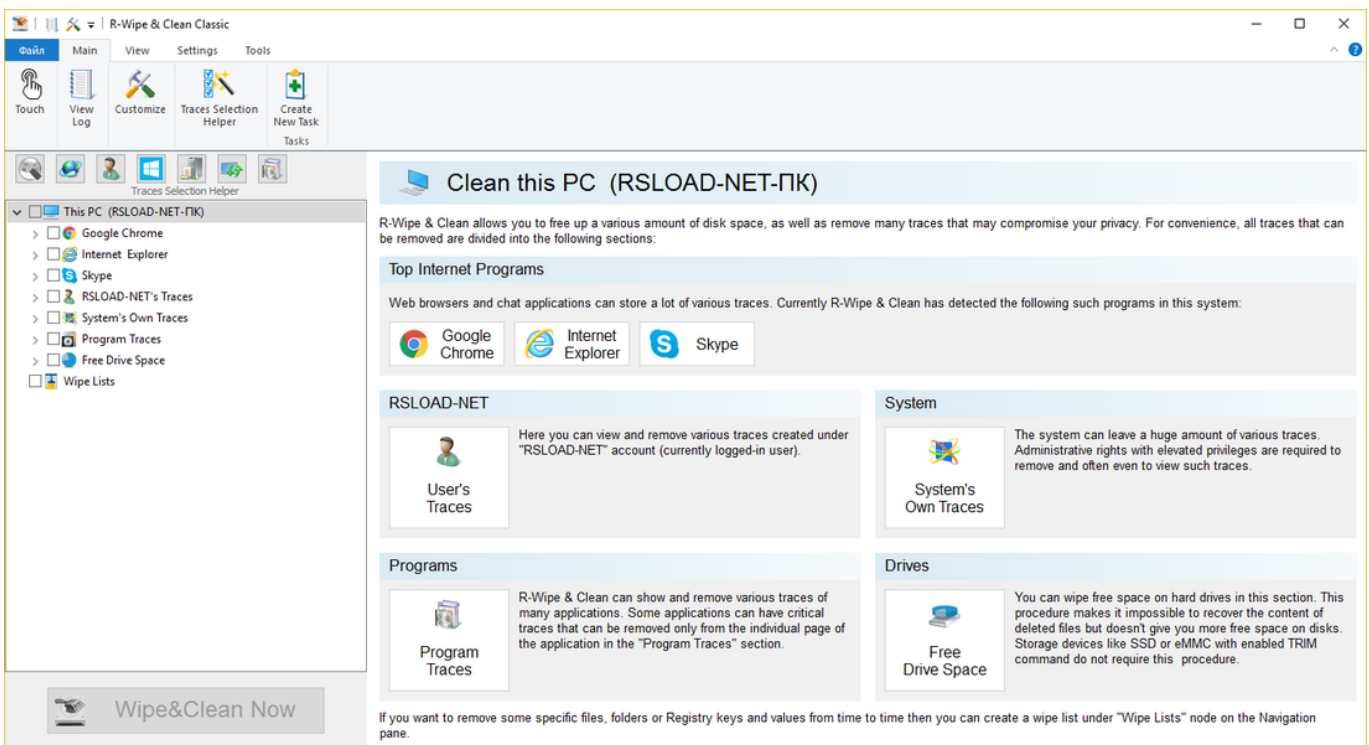 R-Wipe & Clean Classic
Файл Main View Settings Tools
Touch
View
Log
Customize
Traces Selection
Helper
Create
New Task
Tasks
Traces Selection Helper
This PC (RSLOAD-NET-ПК)
Google Chrome
Internet Explorer
Skype
RSLOAD-NET's Traces
System's Own Traces
Program Traces
Free Drive Space
Wipe Lists
Wipe&Clean Now
Clean this PC (RSLOAD-NET-ПК)
R-Wipe & Clean allows you to free up a various amount of disk space, as well as remove many traces that may compromise your privacy. For convenience, all traces that can
be removed are divided into the following sections:
Top Internet Programs
Web browsers and chat applications can store a lot of various traces. Currently R-Wipe & Clean has detected the following such programs in this system:
Google
Chrome
Internet
Explorer
Skype
RSLOAD-NET
User's
Traces
Here you can view and remove various traces created under
"RSLOAD-NET" account (currently logged-in user).
System
System's
Own Traces
The system can leave a huge amount of various traces.
Administrative rights with elevated privileges are required to
remove and often even to view such traces.
Programs
Program
Traces
R-Wipe & Clean can show and remove various traces of
many applications. Some applications can have critical
traces that can be removed only from the individual page of
the application in the "Program Traces" section.
Drives
Free
Drive Space
You can wipe free space on hard drives in this section. This
procedure makes it impossible to recover the content of
deleted files but doesn't give you more free space on disks.
Storage devices like SSD or eMMC with enabled TRIM
command do not require this procedure.
If you want to remove some specific files, folders or Registry keys and values from time to time then you can create a wipe list under "Wipe Lists" node on the Navigation
pane.